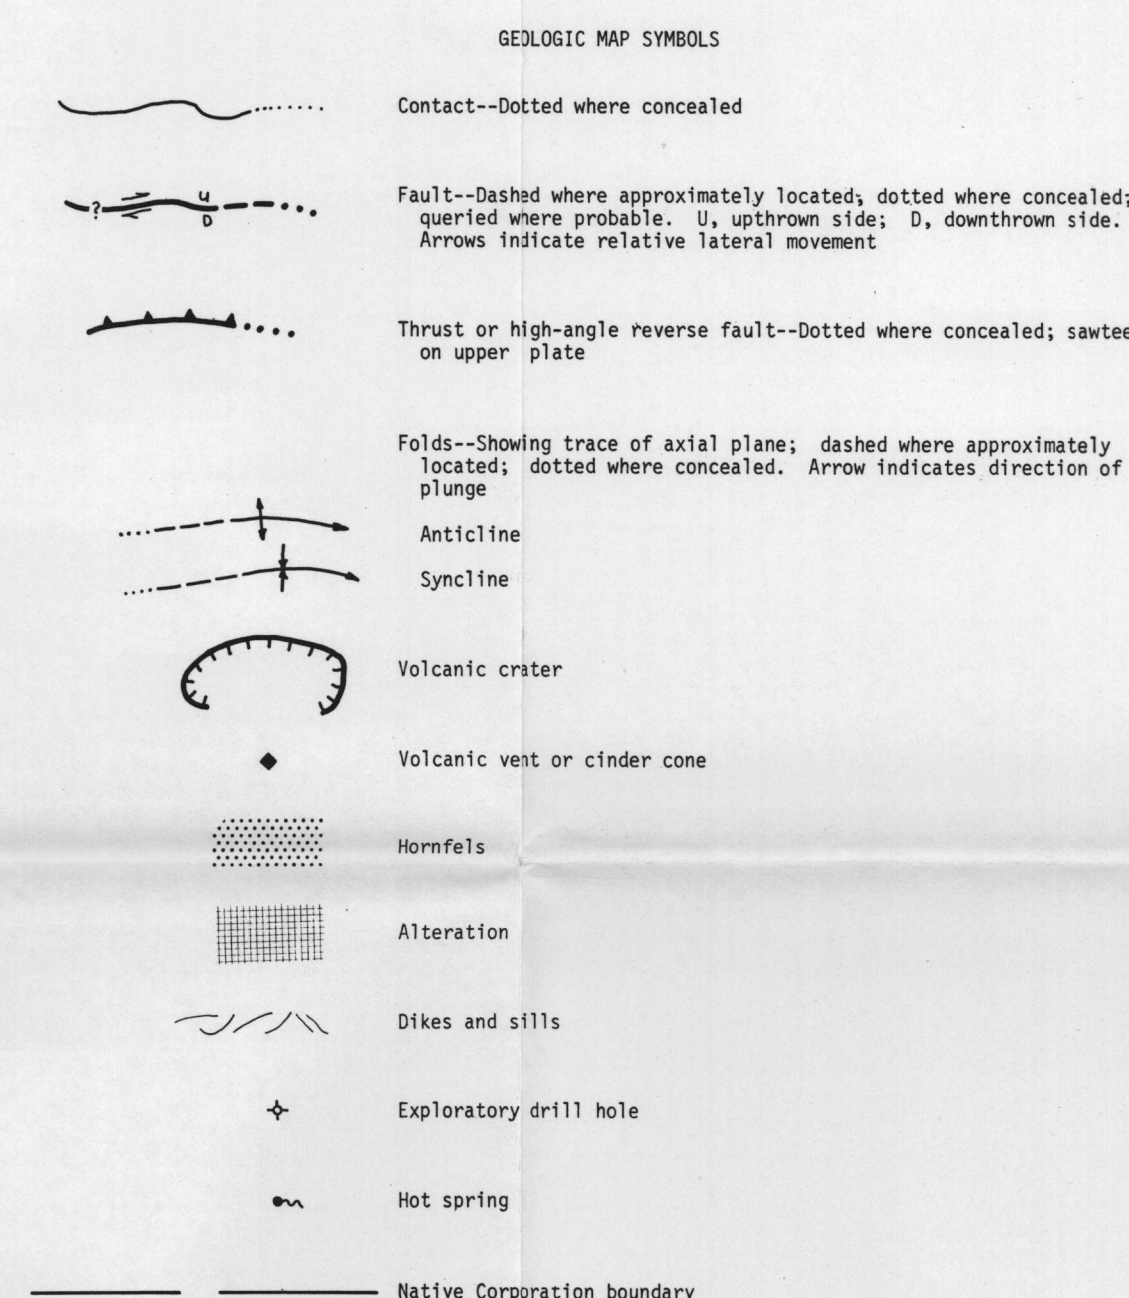 GEOLOGIC MAP SYMBOLS
Contact--Dotted where concealed
? U D
Fault--Dashed where approximately located; dotted where concealed;
queried where probable. U, upthrown side; D, downthrown side.
Arrows indicate relative lateral movement
Thrust or high-angle reverse fault--Dotted where concealed; sawtee
on upper plate
Folds--Showing trace of axial plane; dashed where approximately
located; dotted where concealed. Arrow indicates direction of
plunge
Anticline
Syncline
Volcanic crater
Volcanic vent or cinder cone
Hornfels
Alteration
Dikes and sills
Exploratory drill hole
Hot spring
Native Corporation boundary